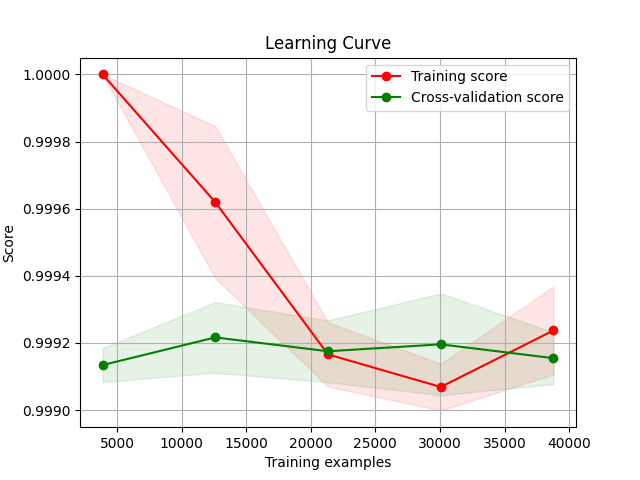 Learning Curve
Training score
Cross-validation score
1.0000
0.9998
0.9996
0.9994
0.9992
0.9990
Score
5000 10000 15000 20000 25000 30000 35000 40000
Training examples